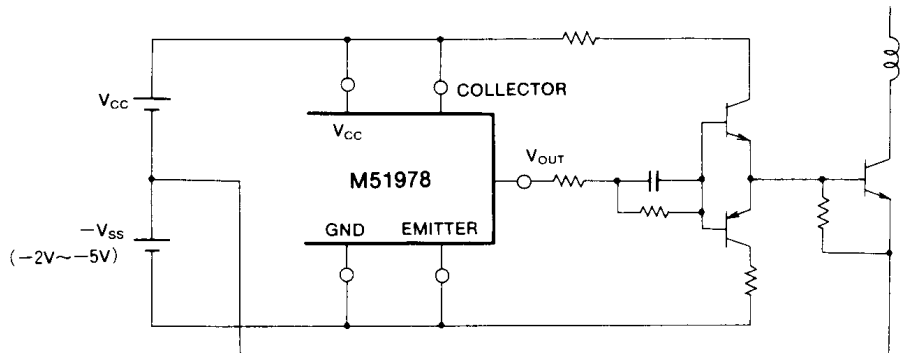 COLLECTOR
V_CC
V_CC
V_OUT
M51978
GND EMITTER
-V_SS
(-2V~-5V)